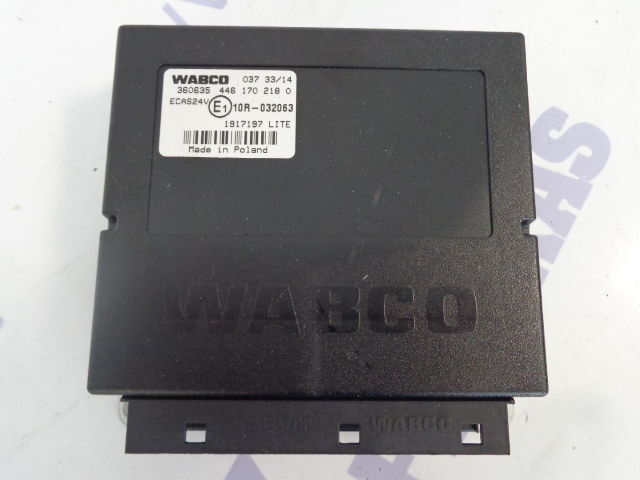 WABCO 037 33/14
360635 446 170 218 0
ECAS24V E1 10R-032063
1917197 LITE
Made in Poland
WABCO
WABCO